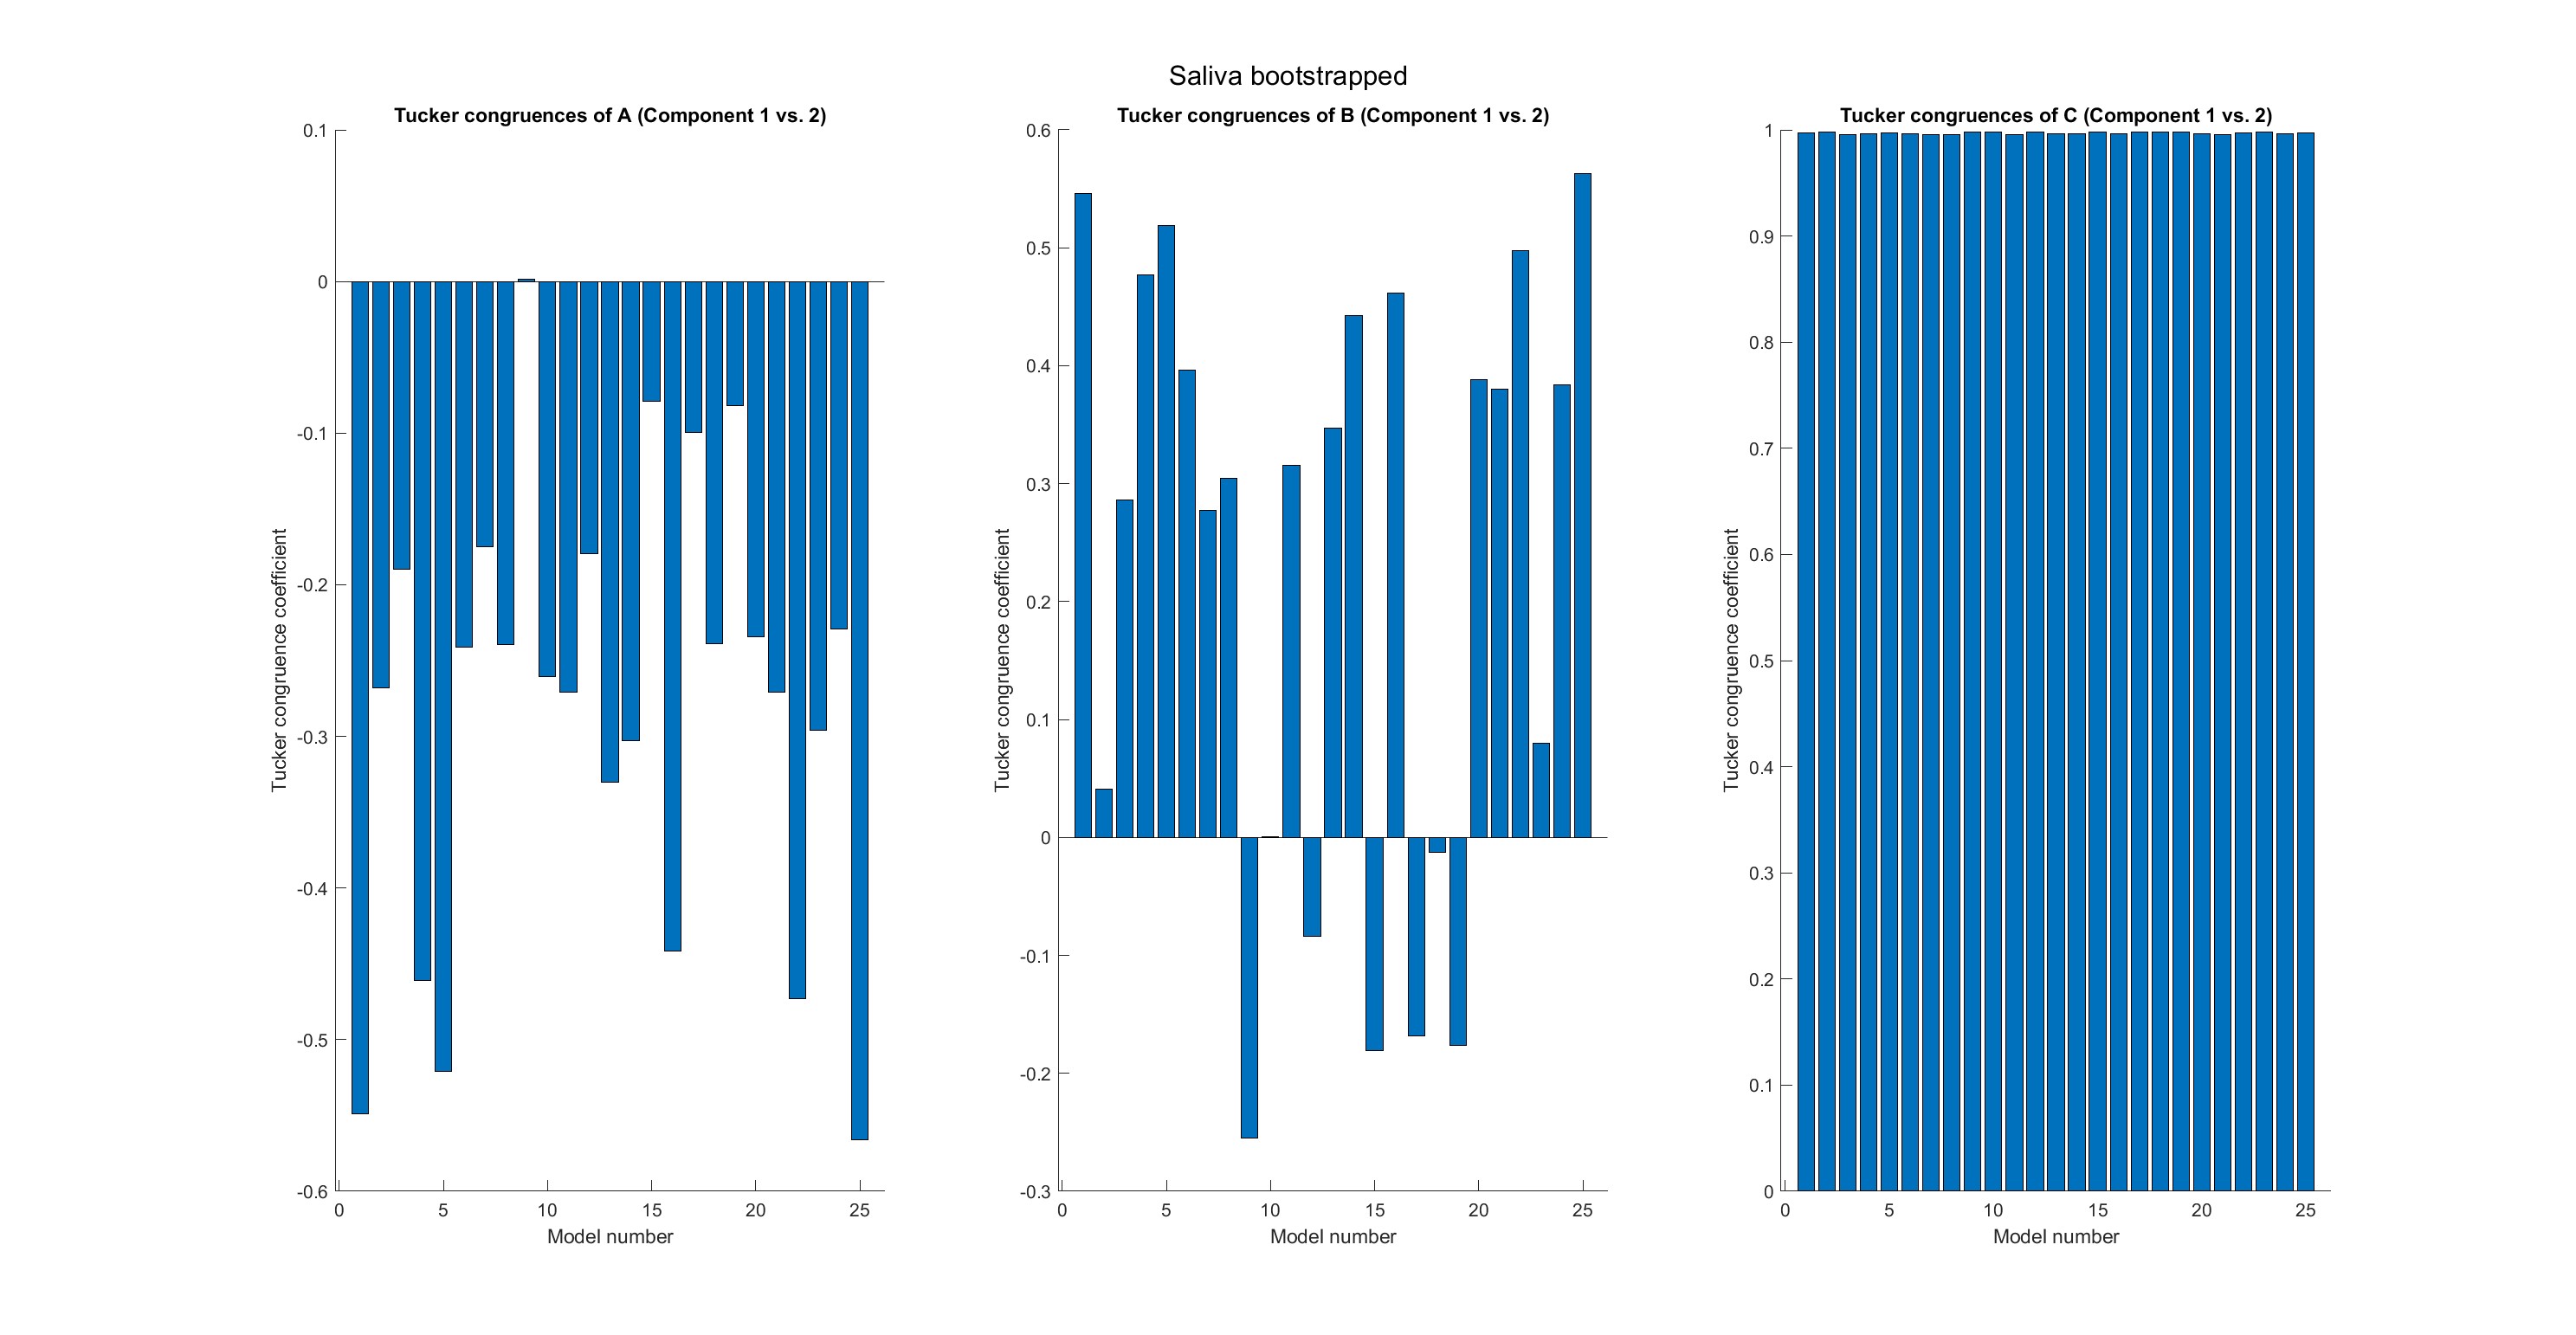 Saliva bootstrapped
Tucker congruences of A (Component 1 vs. 2)
0.1
0
-0.1
-0.2
-0.3
-0.4
-0.5
-0.6
Tucker congruence coefficient
0 5 10 15 20 25
Model number
Tucker congruences of B (Component 1 vs. 2)
0.6
0.5
0.4
0.3
0.2
0.1
0
-0.1
-0.2
-0.3
Tucker congruence coefficient
0 5 10 15 20 25
Model number
Tucker congruences of C (Component 1 vs. 2)
1
0.9
0.8
0.7
0.6
0.5
0.4
0.3
0.2
0.1
0
Tucker congruence coefficient
0 5 10 15 20 25
Model number